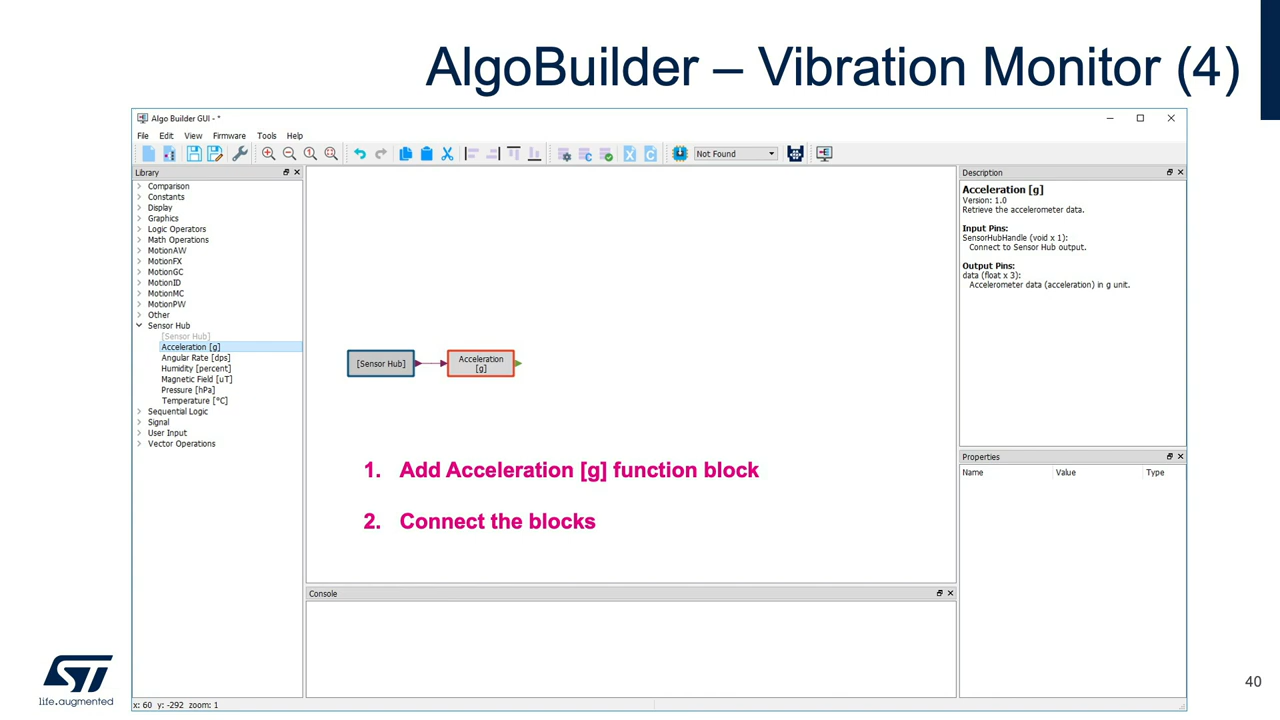 AlgoBuilder – Vibration Monitor (4)
Algo Builder GUI - *
File Edit View Firmware Tools Help
Not Found
Library
Comparison
Constants
Display
Graphics
Logic Operators
Math Operations
MotionAW
MotionFX
MotionGC
MotionID
MotionMC
MotionPW
Other
Sensor Hub
[Sensor Hub]
Acceleration [g]
Angular Rate [dps]
Humidity [percent]
Magnetic Field [uT]
Pressure [hPa]
Temperature [°C]
Sequential Logic
Signal
User Input
Vector Operations
[Sensor Hub]
Acceleration
[g]
1. Add Acceleration [g] function block
2. Connect the blocks
Console
Description
Acceleration [g]
Version: 1.0
Retrieve the accelerometer data.
Input Pins:
SensorHubHandle (void x 1):
Connect to Sensor Hub output.
Output Pins:
data (float x 3):
Accelerometer data (acceleration) in g unit.
Properties
Name Value Type
x: 60 y: -292 zoom: 1
ST
life.augmented
40